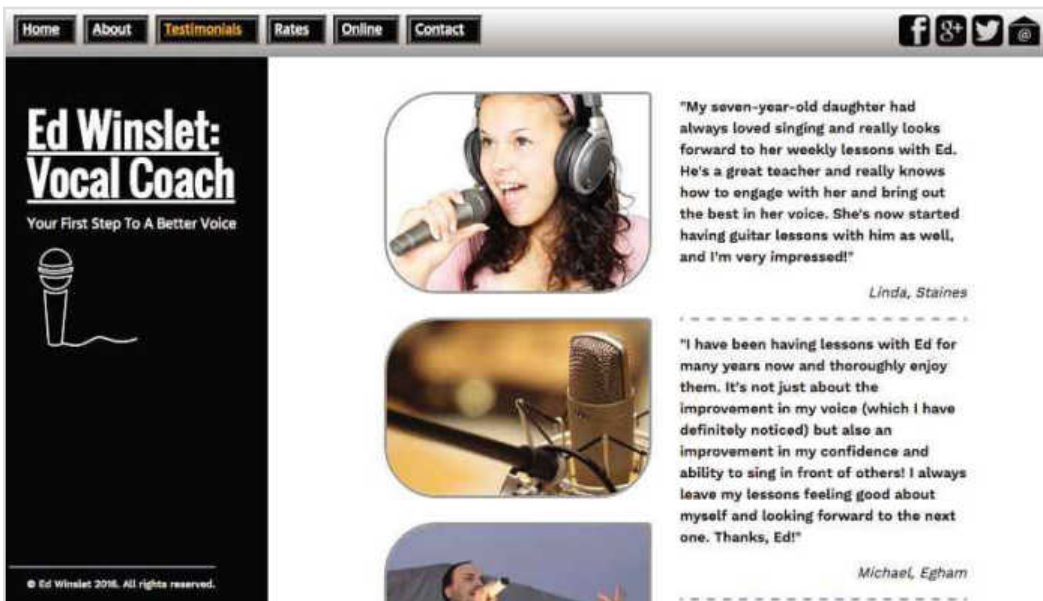 Home About Testimonials Rates Online Contact
f g+ @
Ed Winslet:
Vocal Coach
Your First Step To A Better Voice
"My seven-year-old daughter had
always loved singing and really looks
forward to her weekly lessons with Ed.
He's a great teacher and really knows
how to engage with her and bring out
the best in her voice. She's now started
having guitar lessons with him as well,
and I'm very impressed!"
Linda, Staines
"I have been having lessons with Ed for
many years now and thoroughly enjoy
them. It's not just about the
improvement in my voice (which I have
definitely noticed) but also an
improvement in my confidence and
ability to sing in front of others! I always
leave my lessons feeling good about
myself and looking forward to the next
one. Thanks, Ed!"
Michael, Egham
© Ed Winslet 2016. All rights reserved.